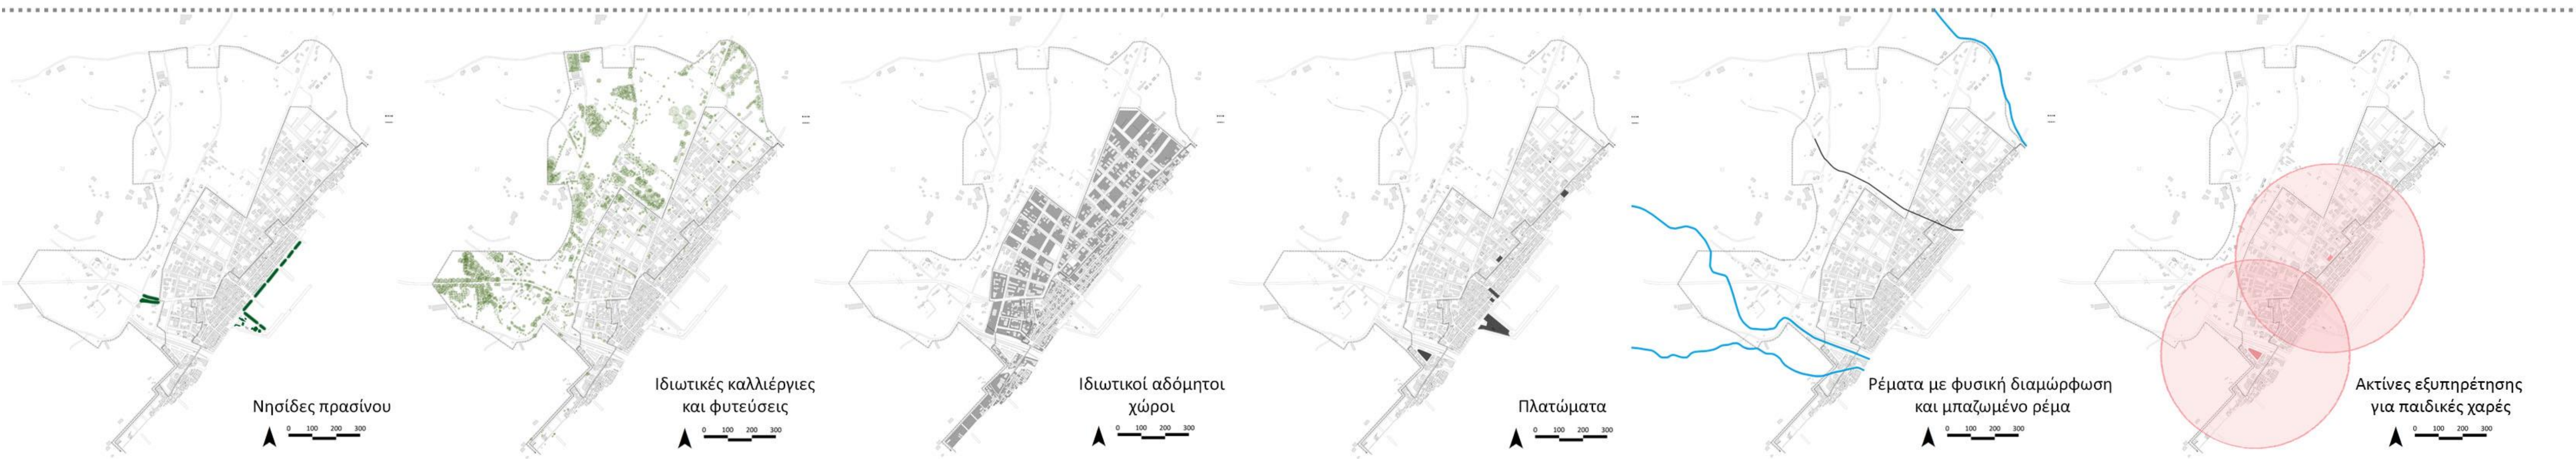 Νησίδες πρασίνου
0 100 200 300
Ιδιωτικές καλλιέργιες
και φυτεύσεις
0 100 200 300
Ιδιωτικοί αδόμητοι
χώροι
0 100 200 300
Πλατώματα
0 100 200 300
Ρέματα με φυσική διαμώρφωση
και μπαζωμένο ρέμα
0 100 200 300
Ακτίνες εξυπηρέτησης
για παιδικές χαρές
0 100 200 300